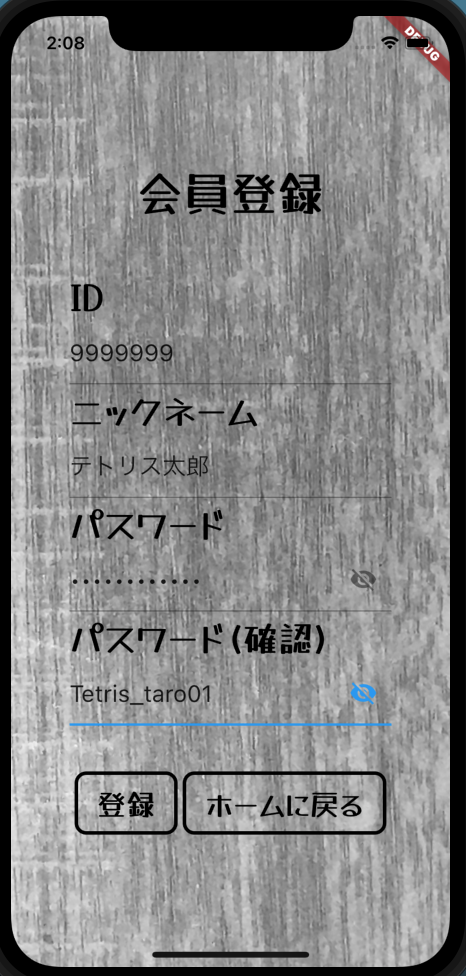 2:08
DEBUG
会員登録
ID
9999999
ニックネーム
テトリス太郎
パスワード
••••••••••••
パスワード(確認)
Tetris_taro01
登録 ホームに戻る